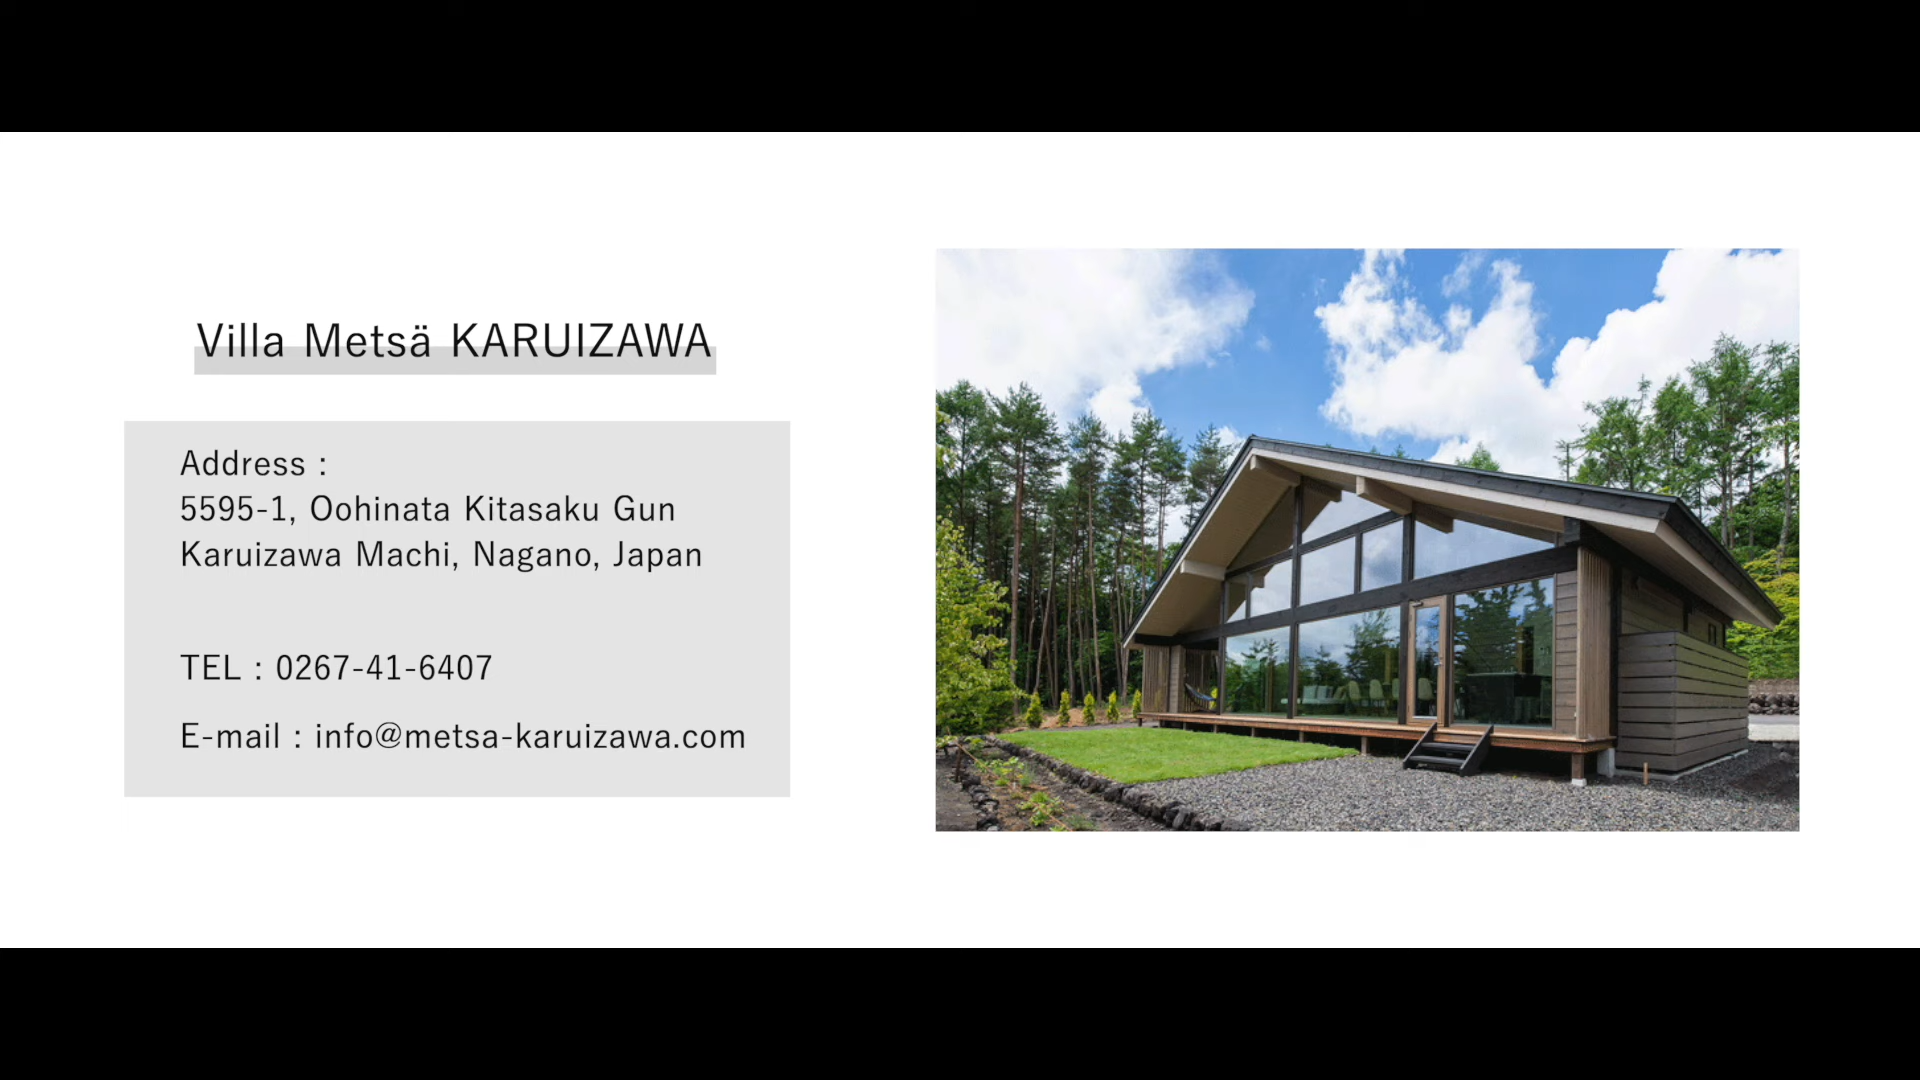 Villa Metsä KARUIZAWA
Address :
5595-1, Oohinata Kitasaku Gun
Karuizawa Machi, Nagano, Japan
TEL : 0267-41-6407
E-mail : info@metsa-karuizawa.com